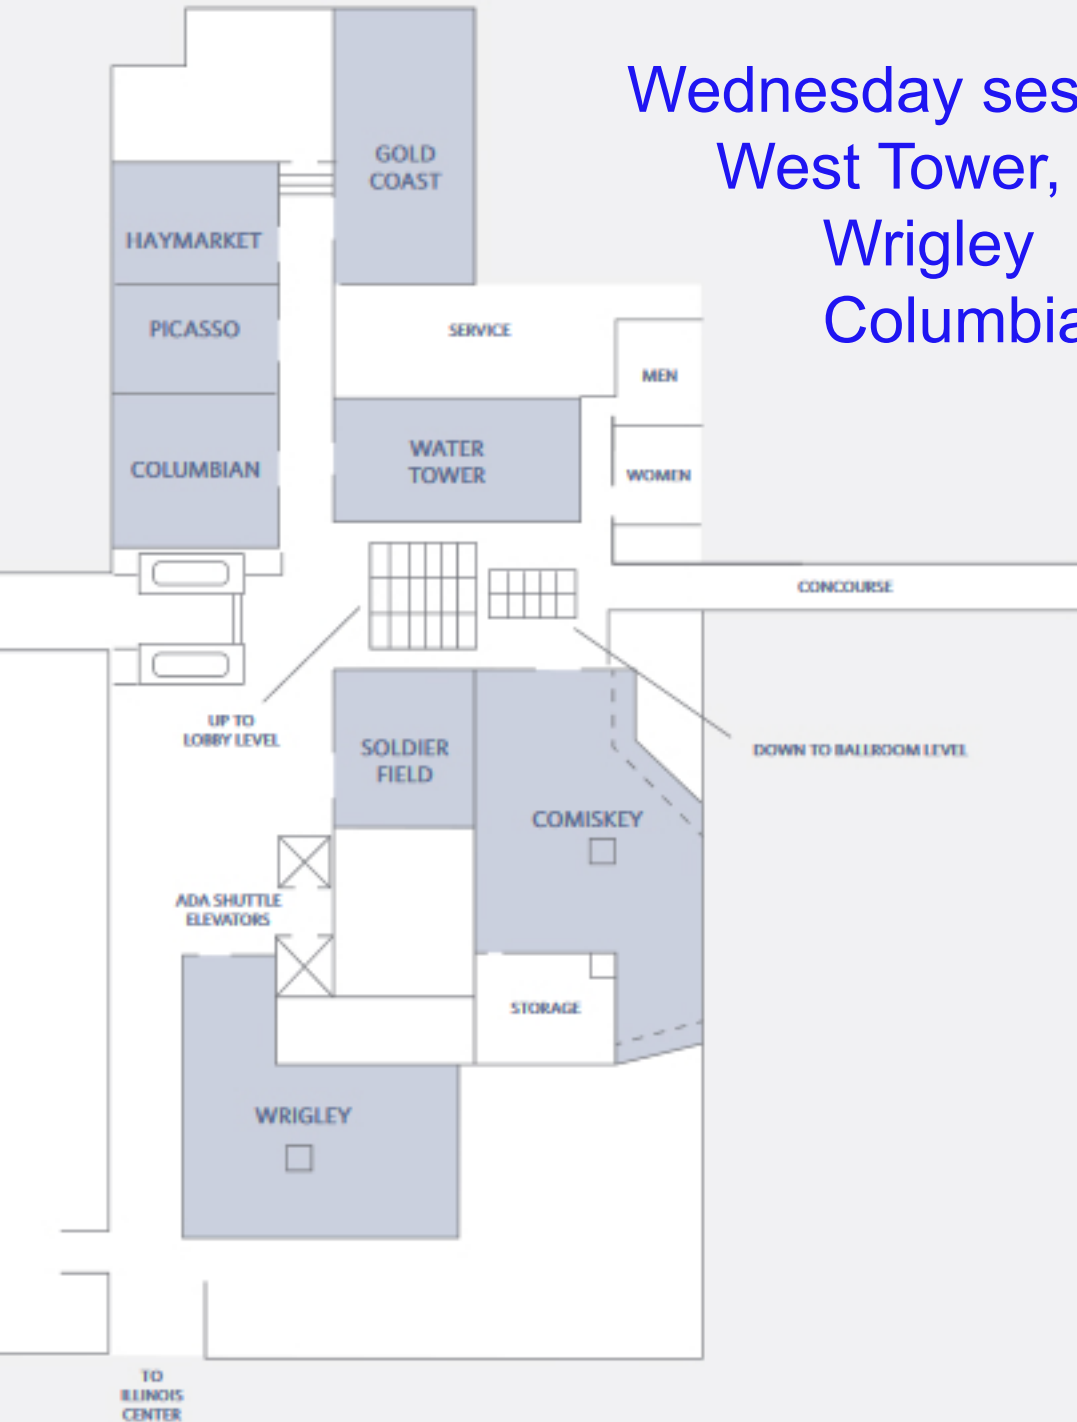 Wednesday ses
West Tower,
Wrigley
Columbia
GOLD
COAST
HAYMARKET
PICASSO
SERVICE
MEN
WATER
TOWER
COLUMBIAN
WOMEN
CONCOURSE
UP TO
LOBBY LEVEL
SOLDIER
FIELD
DOWN TO BALLROOM LEVEL
COMISKEY
ADA SHUTTLE
ELEVATORS
STORAGE
WRIGLEY
TO
ILLINOIS
CENTER